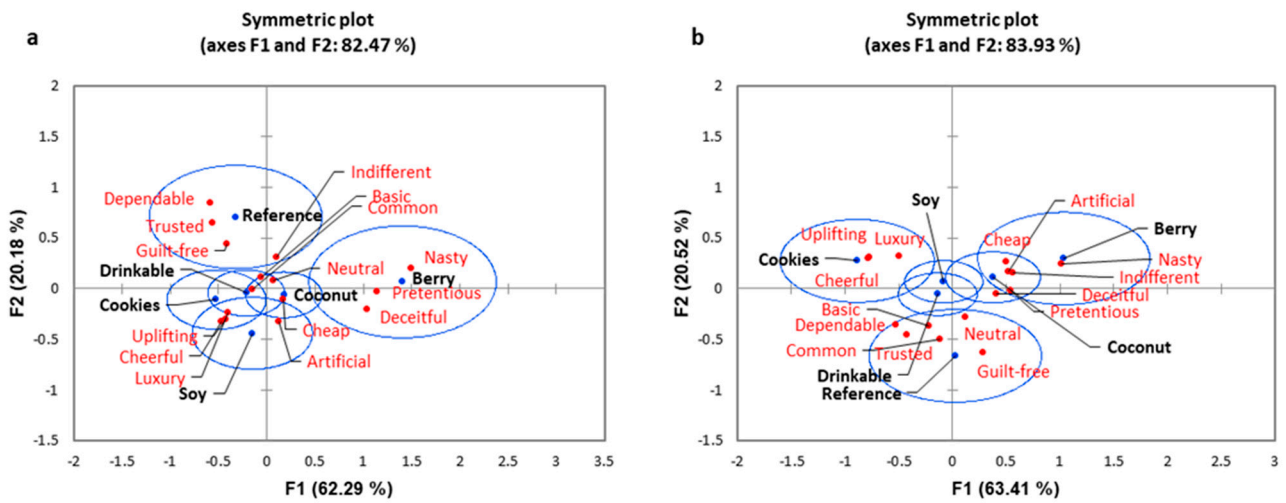 a
Symmetric plot
(axes F1 and F2: 82.47 %)
2
1.5
1
0.5
0
-0.5
-1
-1.5
F2 (20.18 %)
Indifferent
Basic
Common
Dependable
Reference
Trusted
Guilt-free
Drinkable
Neutral
Nasty
Berry
Cookies
Coconut
Pretentious
Deceitful
Uplifting
Cheap
Cheerful
Artificial
Luxury
Soy
-2 -1.5 -1 -0.5 0 0.5 1 1.5 2 2.5 3 3.5
F1 (62.29 %)
b
Symmetric plot
(axes F1 and F2: 83.93 %)
2
1.5
1
0.5
0
-0.5
-1
-1.5
F2 (20.52 %)
Soy
Artificial
Berry
Uplifting
Luxury
Cheap
Cookies
Nasty
Cheerful
Indifferent
Deceitful
Basic
Pretentious
Dependable
Neutral
Coconut
Common
Trusted
Drinkable
Guilt-free
Reference
-2 -1.5 -1 -0.5 0 0.5 1 1.5 2 2.5 3
F1 (63.41 %)